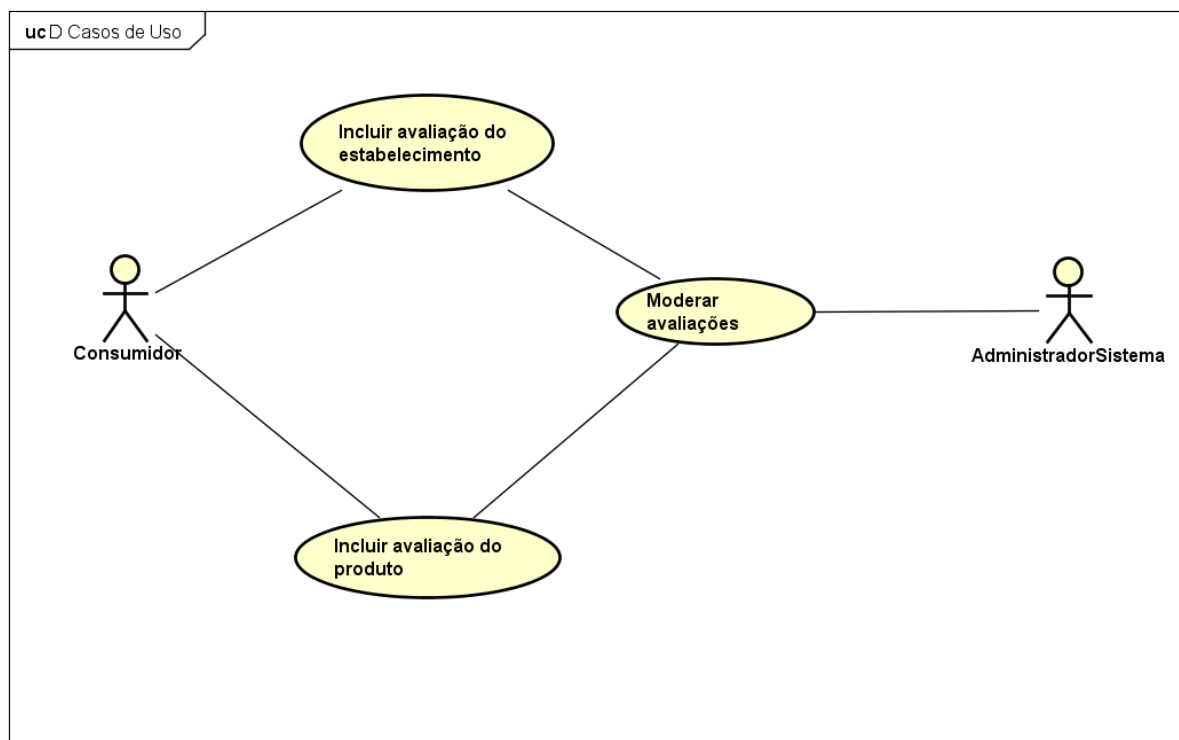 uc D Casos de Uso
Incluir avaliação do
estabelecimento
Consumidor
Moderar
avaliações
AdministradorSistema
Incluir avaliação do
produto